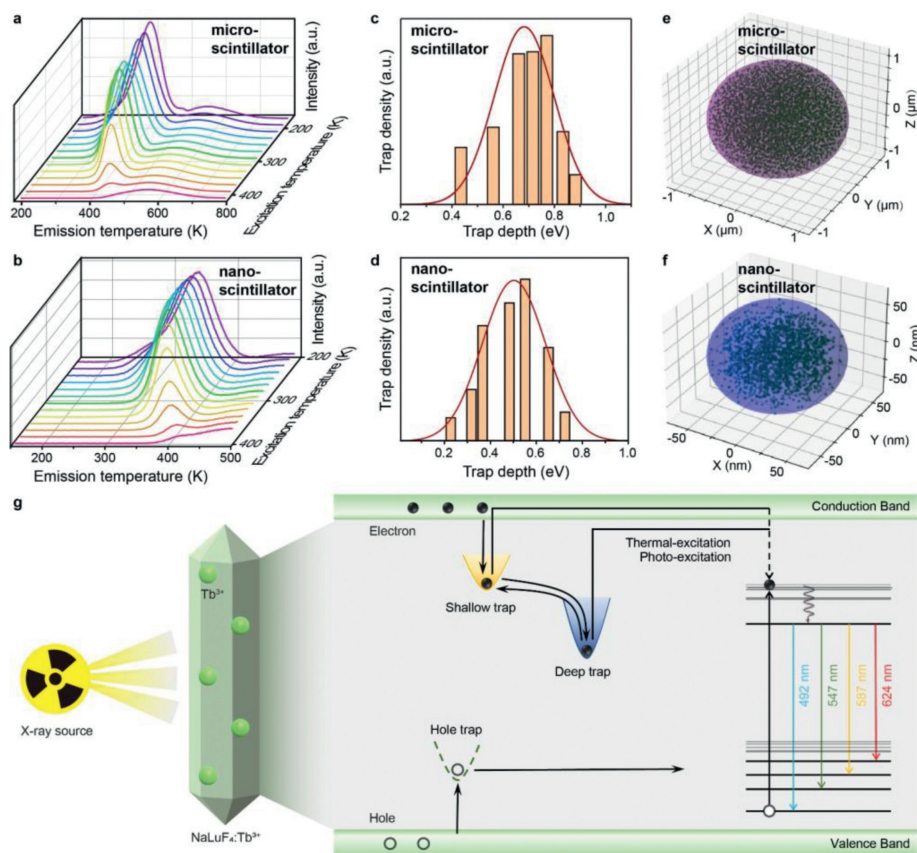 a
micro-
scintillator
Intensity (a.u.)
Excitation temperature (K)
200
300
400
200 400 600 800
Emission temperature (K)
b
nano-
scintillator
Intensity (a.u.)
Excitation temperature (K)
200
300
400
200 300 400 500
Emission temperature (K)
c
micro-
scintillator
Trap density (a.u.)
0.2 0.4 0.6 0.8 1.0
Trap depth (eV)
d
nano-
scintillator
Trap density (a.u.)
0.0 0.2 0.4 0.6 0.8 1.0
Trap depth (eV)
e
micro-
scintillator
1
0
-1
Z (μm)
-1
0
1
X (μm)
1
0
-1
Y (μm)
f
nano-
scintillator
50
0
-50
Z (nm)
-50
0
50
X (nm)
50
0
-50
Y (nm)
g
Conduction Band
Electron
Thermal-excitation
Photo-excitation
Tb³⁺
Shallow trap
Deep trap
492 nm
547 nm
587 nm
624 nm
X-ray source
Hole trap
Hole
NaLuF₄:Tb³⁺
Valence Band